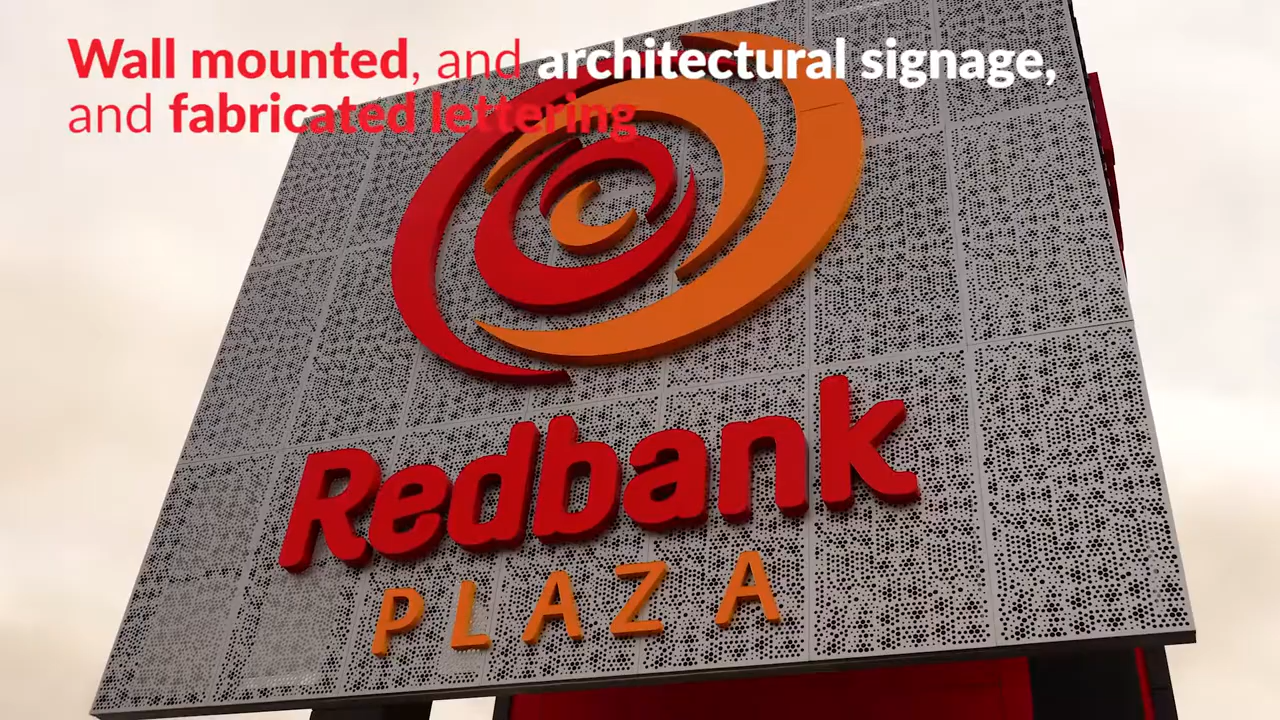 Wall mounted, and architectural signage,
and fabricated lettering
Redbank
PLAZA